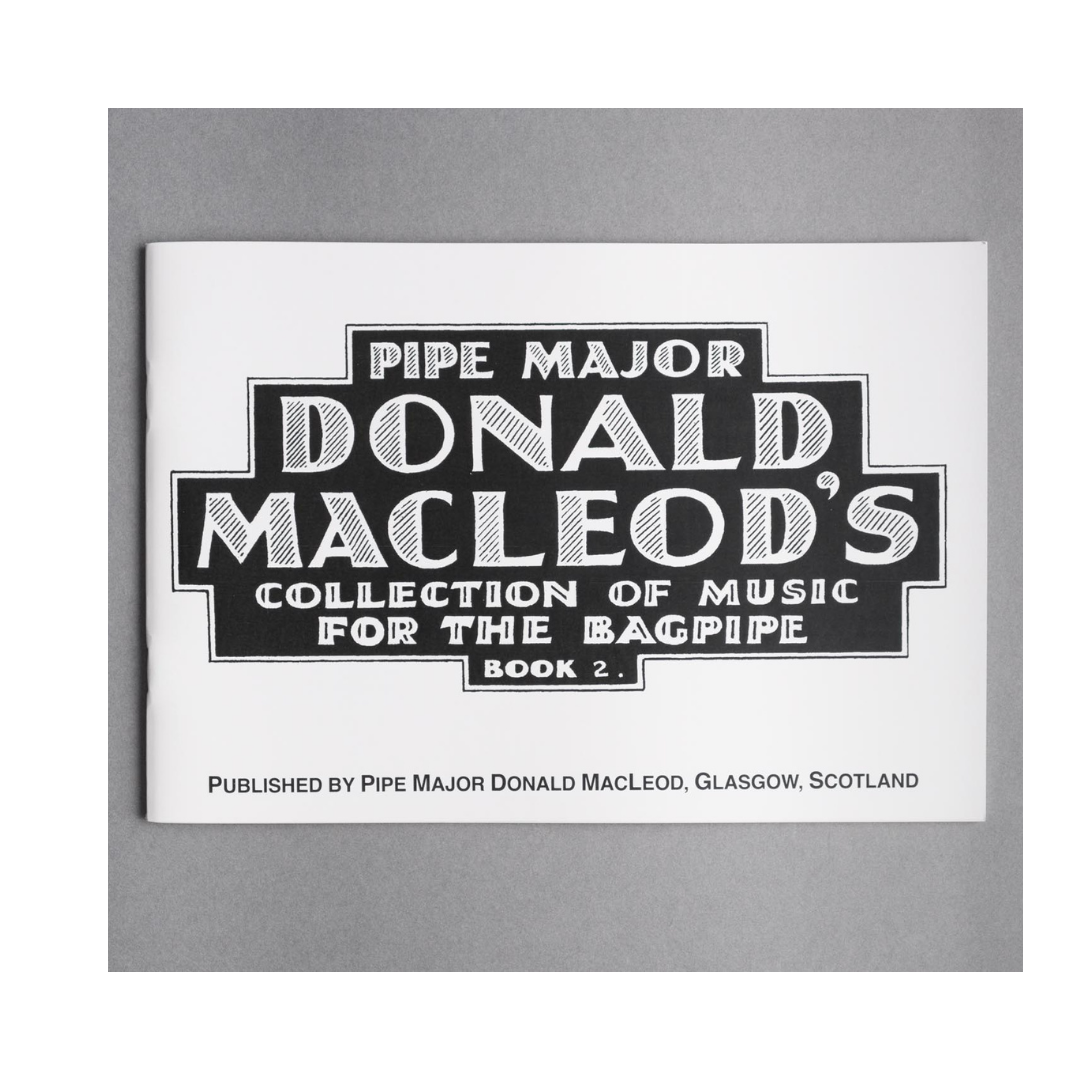 PIPE MAJOR
DONALD
MACLEOD'S
COLLECTION OF MUSIC
FOR THE BAGPIPE
BOOK 2.
PUBLISHED BY PIPE MAJOR DONALD MACLEOD, GLASGOW, SCOTLAND